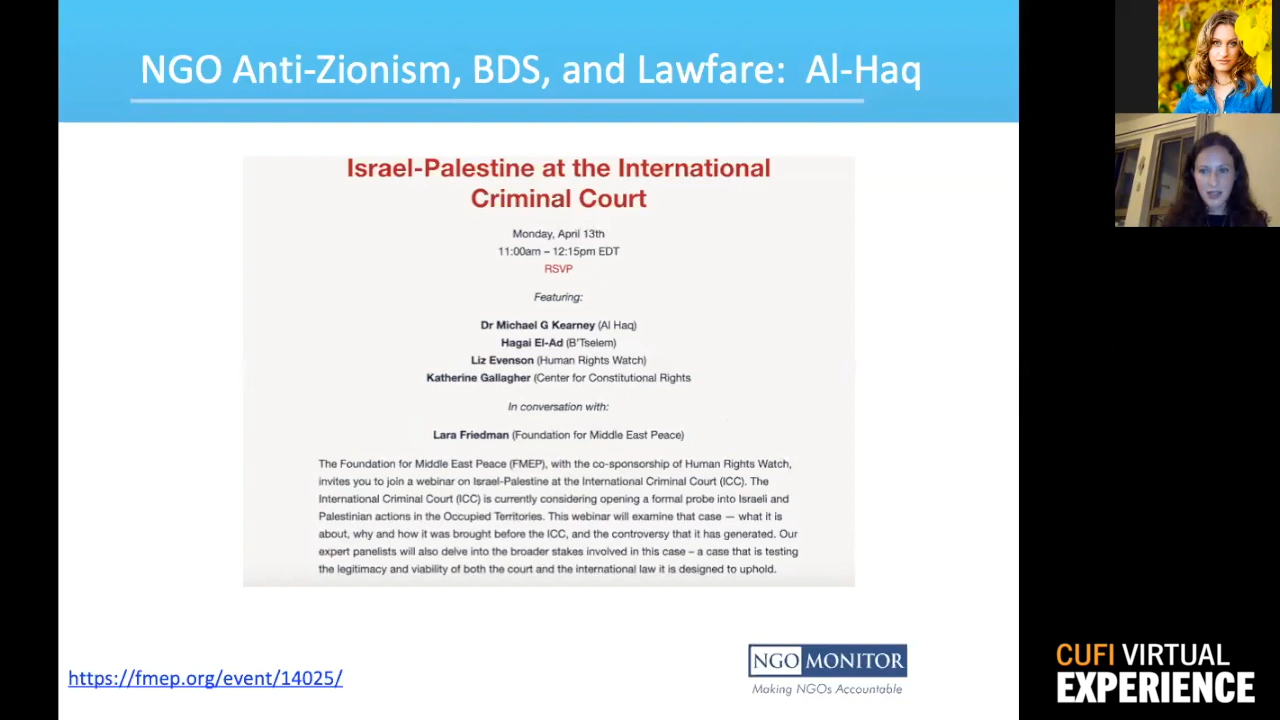 NGO Anti-Zionism, BDS, and Lawfare: Al-Haq
Israel-Palestine at the International
Criminal Court
Monday, April 13th
11:00am – 12:15pm EDT
RSVP
Featuring:
Dr Michael G Kearney (Al Haq)
Hagai El-Ad (B'Tselem)
Liz Evenson (Human Rights Watch)
Katherine Gallagher (Center for Constitutional Rights
In conversation with:
Lara Friedman (Foundation for Middle East Peace)
The Foundation for Middle East Peace (FMEP), with the co-sponsorship of Human Rights Watch,
invites you to join a webinar on Israel-Palestine at the International Criminal Court (ICC). The
International Criminal Court (ICC) is currently considering opening a formal probe into Israeli and
Palestinian actions in the Occupied Territories. This webinar will examine that case — what it is
about, why and how it was brought before the ICC, and the controversy that it has generated. Our
expert panelists will also delve into the broader stakes involved in this case – a case that is testing
the legitimacy and viability of both the court and the international law it is designed to uphold.
https://fmep.org/event/14025/
NGO MONITOR
Making NGOs Accountable
CUFI VIRTUAL
EXPERIENCE